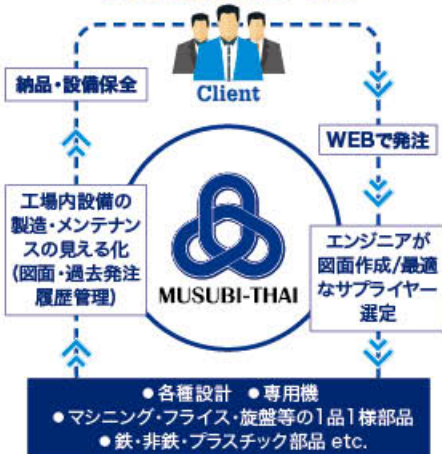 Client
納品・設備保全
WEBで発注
工場内設備の
製造・メンテナン
スの見える化
(図面・過去発注
履歴管理)
MUSUBI-THAI
エンジニアが
図面作成/最適
なサプライヤー
選定
●各種設計 ●専用機
●マシニング・フライス・旋盤等の1品1様部品
●鉄・非鉄・プラスチック部品 etc.